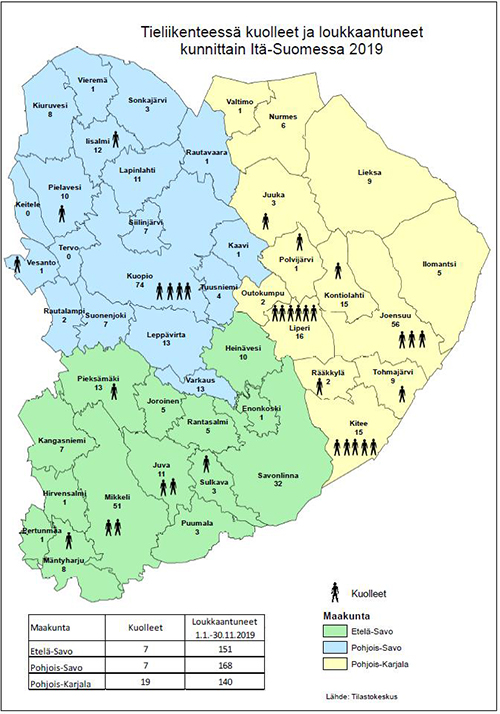 Tieliikenteessä kuolleet ja loukkaantuneet
kunnittain Itä-Suomessa 2019
Vieremä
1
Kiuruvesi
8
Sonkajärvi
3
Iisalmi
12
Rautavaara
1
Lapinlahti
11
Pielavesi
10
Keitele
0
Siilinjärvi
7
Tervo
0
Vesanto
1
Kuopio
74
Kaavi
1
Tuusniemi
4
Rautalampi
2
Suonenjoki
7
Leppävirta
13
Varkaus
13
Valtimo
1
Nurmes
6
Lieksa
9
Juuka
3
Polvijärvi
1
Kontiolahti
15
Ilomantsi
5
Outokumpu
2
Liperi
16
Joensuu
56
Rääkkylä
2
Tohmajärvi
9
Kitee
15
Heinävesi
10
Pieksämäki
13
Joroinen
5
Rantasalmi
5
Enonkoski
1
Kangasniemi
7
Juva
11
Sulkava
3
Savonlinna
32
Hirvensalmi
1
Mikkeli
51
Puumala
3
Pertunmaa
1
Mäntyharju
8
Kuolleet
Maakunta
Etelä-Savo
Pohjois-Savo
Pohjois-Karjala
Maakunta Kuolleet Loukkaantuneet
1.1.-30.11.2019
Etelä-Savo 7 151
Pohjois-Savo 7 168
Pohjois-Karjala 19 140
Lähde: Tilastokeskus